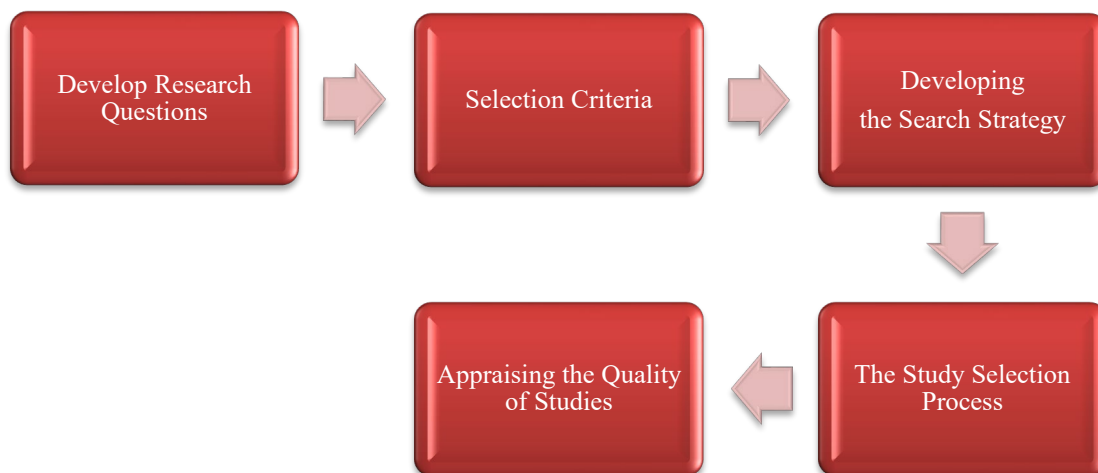 Develop Research
Questions
Selection Criteria
Developing
the Search Strategy
The Study Selection
Process
Appraising the Quality
of Studies